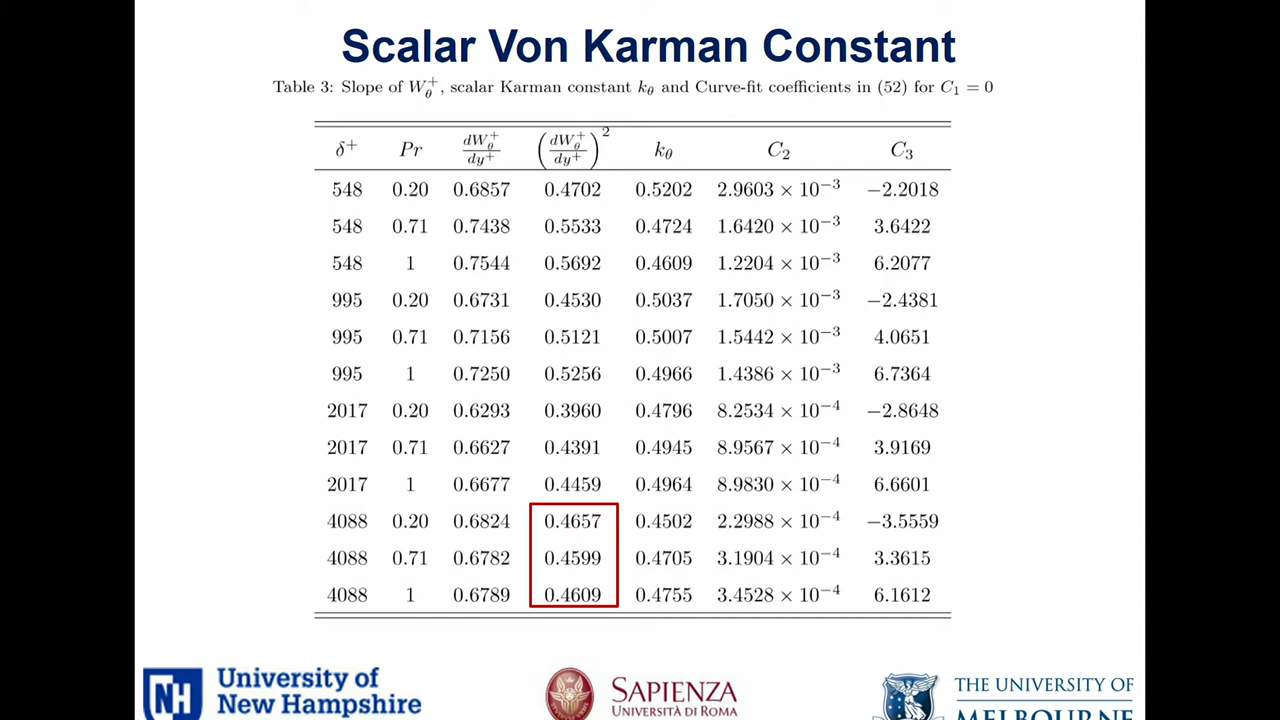 Scalar Von Karman Constant
Table 3: Slope of W_θ^+, scalar Karman constant k_θ and Curve-fit coefficients in (52) for C_1 = 0
δ^+ Pr dW_θ^+/dy^+ (dW_θ^+/dy^+)^2 k_θ C_2 C_3
548 0.20 0.6857 0.4702 0.5202 2.9603 × 10^−3 −2.2018
548 0.71 0.7438 0.5533 0.4724 1.6420 × 10^−3 3.6422
548 1 0.7544 0.5692 0.4609 1.2204 × 10^−3 6.2077
995 0.20 0.6731 0.4530 0.5037 1.7050 × 10^−3 −2.4381
995 0.71 0.7156 0.5121 0.5007 1.5442 × 10^−3 4.0651
995 1 0.7250 0.5256 0.4966 1.4386 × 10^−3 6.7364
2017 0.20 0.6293 0.3960 0.4796 8.2534 × 10^−4 −2.8648
2017 0.71 0.6627 0.4391 0.4945 8.9567 × 10^−4 3.9169
2017 1 0.6677 0.4459 0.4964 8.9830 × 10^−4 6.6601
4088 0.20 0.6824 0.4657 0.4502 2.2988 × 10^−4 −3.5559
4088 0.71 0.6782 0.4599 0.4705 3.1904 × 10^−4 3.3615
4088 1 0.6789 0.4609 0.4755 3.4528 × 10^−4 6.1612
NH
University of
New Hampshire
SAPIENZA
UNIVERSITÀ DI ROMA
THE UNIVERSITY OF
MELBOURNE